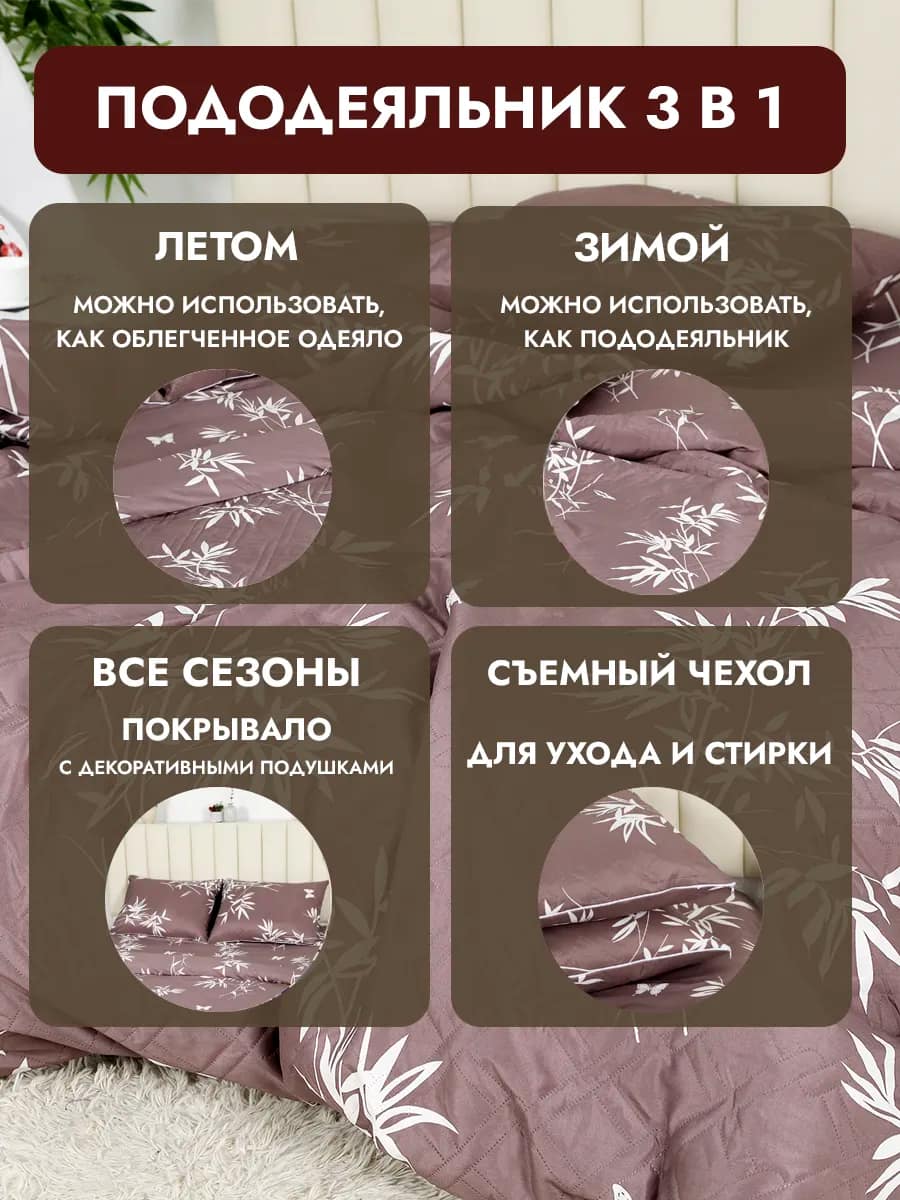 ПОДОДЕЯЛЬНИК 3 В 1
ЛЕТОМ
МОЖНО ИСПОЛЬЗОВАТЬ,
КАК ОБЛЕГЧЕННОЕ ОДЕЯЛО
ЗИМОЙ
МОЖНО ИСПОЛЬЗОВАТЬ,
КАК ПОДОДЕЯЛЬНИК
ВСЕ СЕЗОНЫ
ПОКРЫВАЛО
С ДЕКОРАТИВНЫМИ ПОДУШКАМИ
СЪЕМНЫЙ ЧЕХОЛ
ДЛЯ УХОДА И СТИРКИ